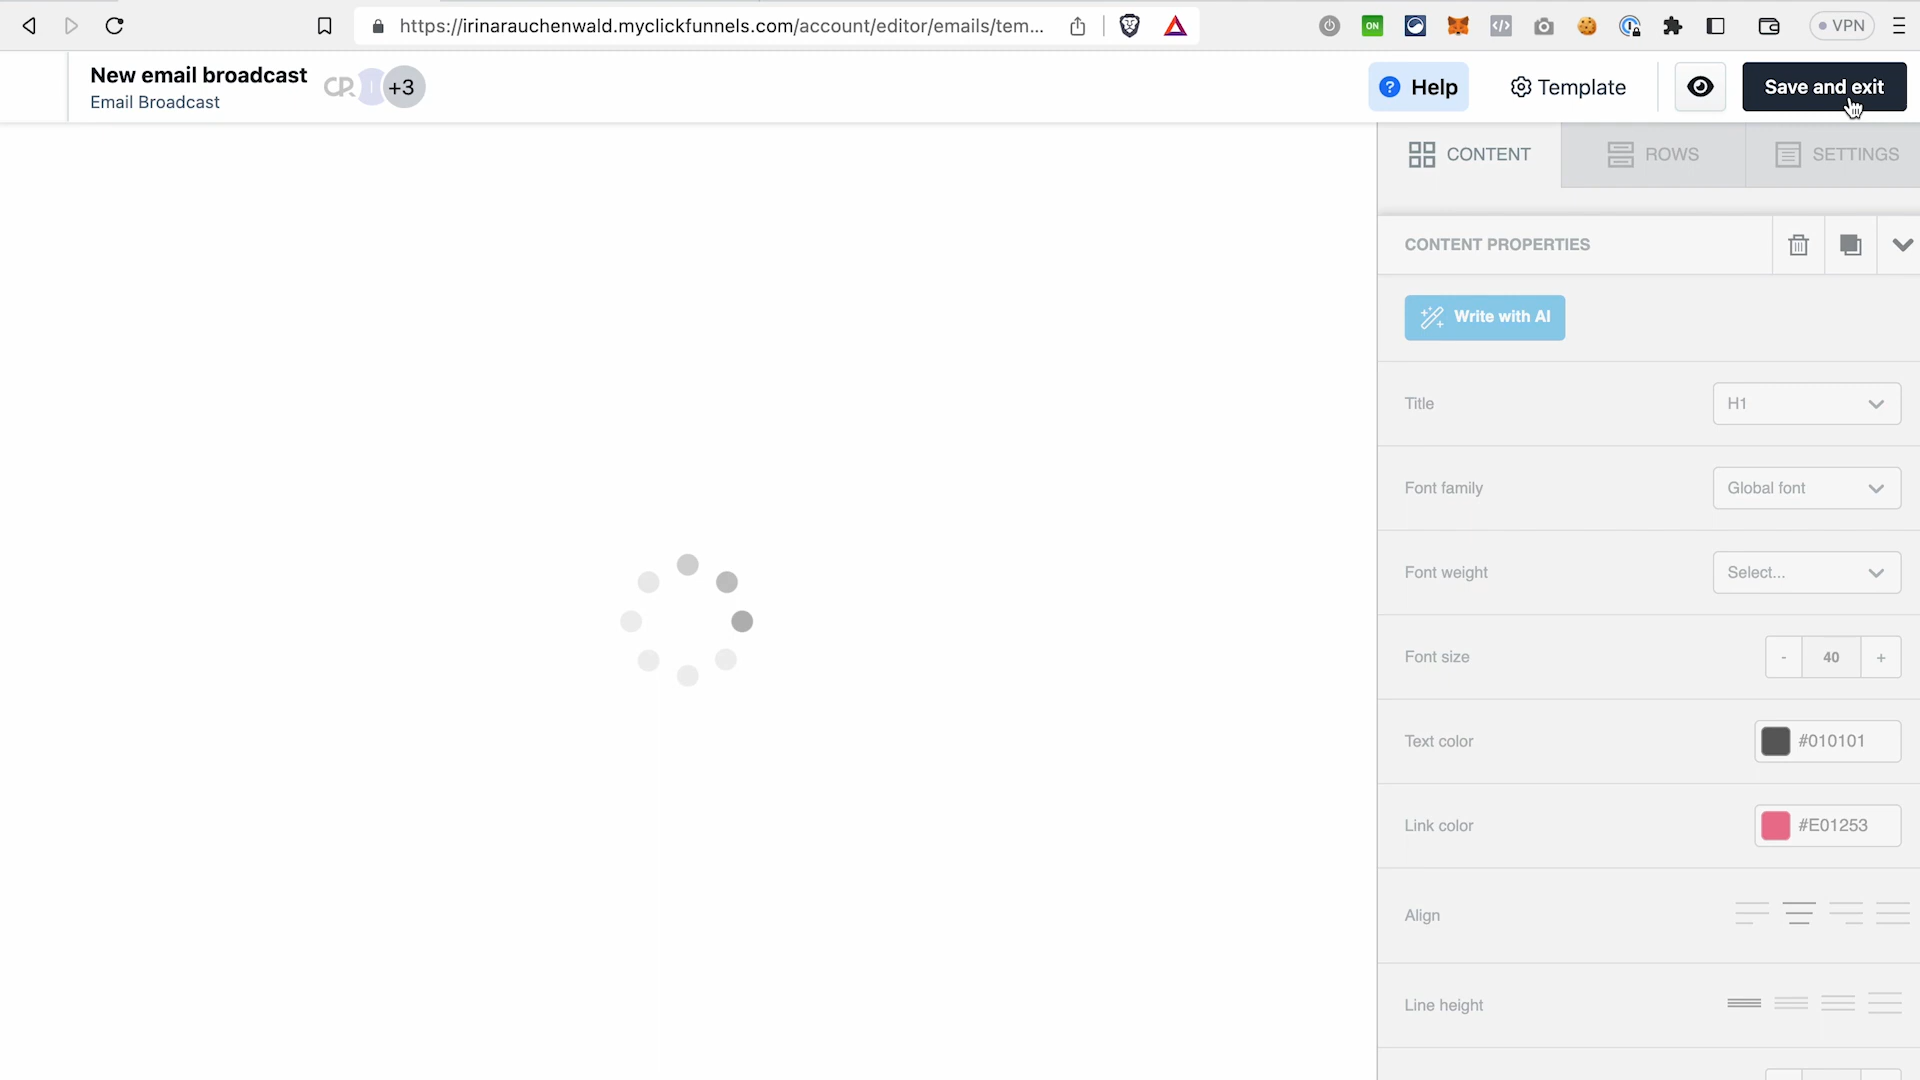 https://irinarauchenwald.myclickfunnels.com/account/editor/emails/tem...
ON
</>
VPN
New email broadcast
Email Broadcast
CP.
I
+3
? Help
Template
Save and exit
CONTENT
ROWS
SETTINGS
CONTENT PROPERTIES
Write with AI
Title
H1
Font family
Global font
Font weight
Select...
Font size
- 40 +
Text color
#010101
Link color
#E01253
Align
Line height